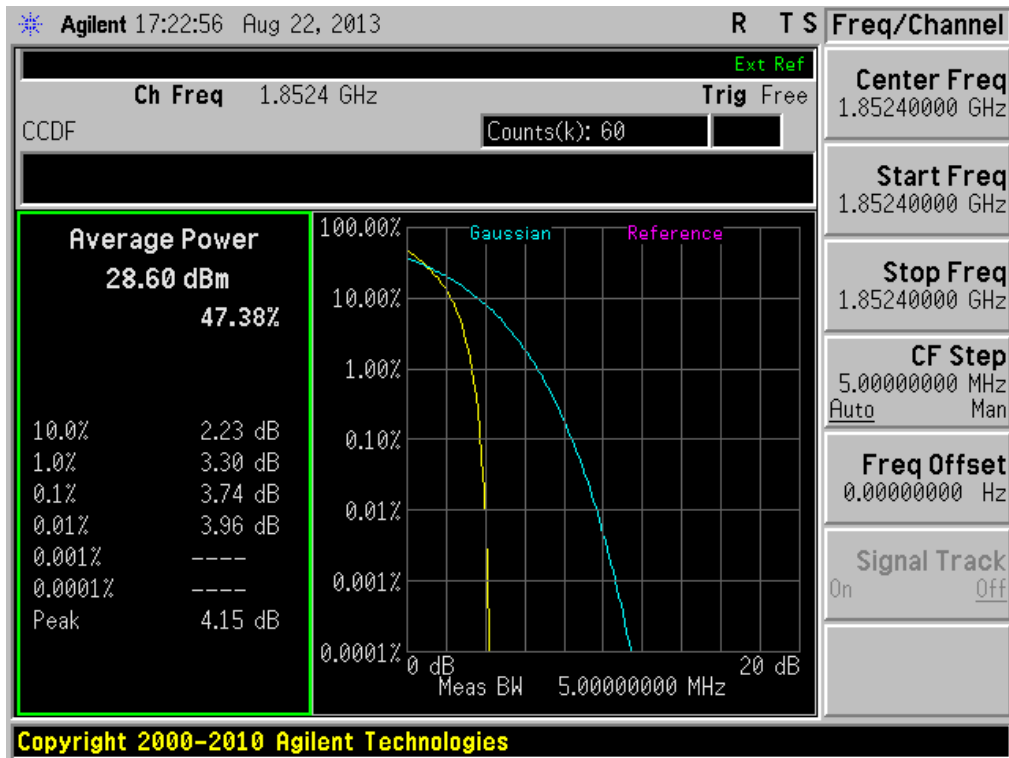 Agilent 17:22:56 Aug 22, 2013 R T S
Ext Ref
Ch Freq 1.8524 GHz Trig Free
CCDF Counts(k): 60
Average Power
28.60 dBm
47.38%
10.0% 2.23 dB
1.0% 3.30 dB
0.1% 3.74 dB
0.01% 3.96 dB
0.001% ----
0.0001% ----
Peak 4.15 dB
Gaussian Reference
100.00%
10.00%
1.00%
0.10%
0.01%
0.001%
0.0001%
0 dB 20 dB
Meas BW 5.00000000 MHz
Freq/Channel
Center Freq
1.85240000 GHz
Start Freq
1.85240000 GHz
Stop Freq
1.85240000 GHz
CF Step
5.00000000 MHz
Auto Man
Freq Offset
0.00000000 Hz
Signal Track
On Off
Copyright 2000-2010 Agilent Technologies